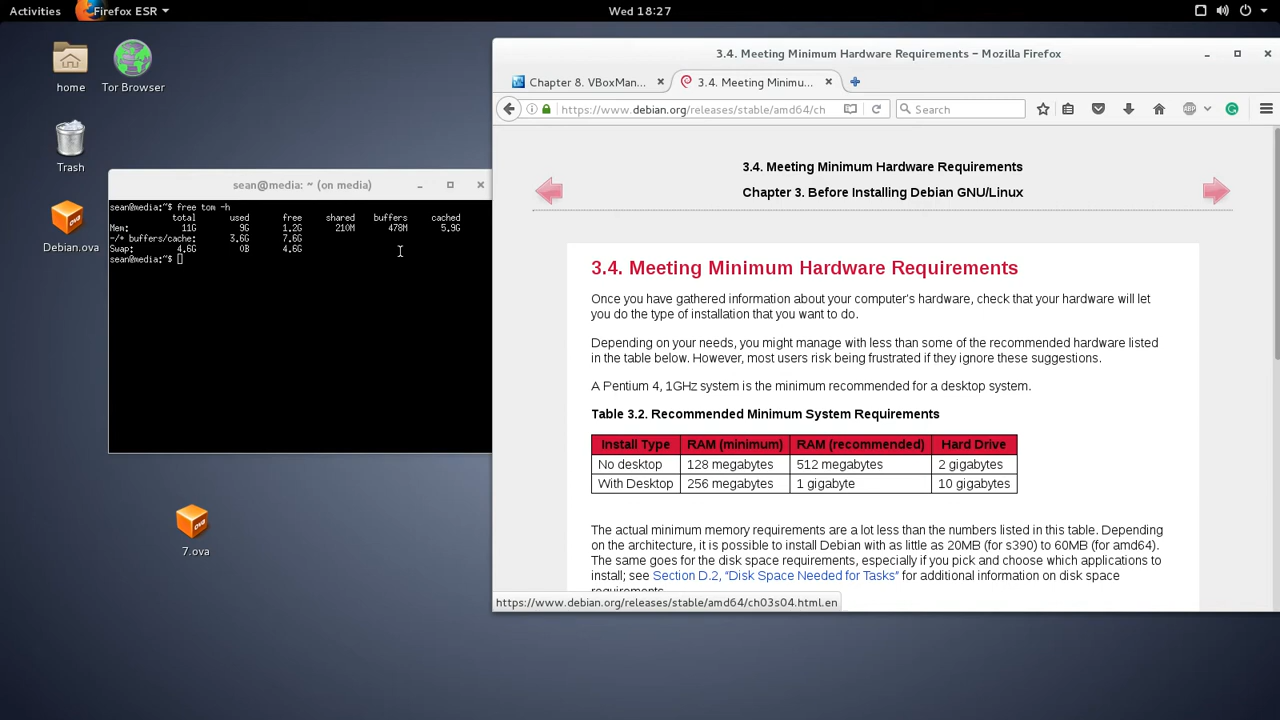 Activities Firefox ESR Wed 18:27
home
Tor Browser
Trash
Debian.ova
7.ova
sean@media: ~ (on media)
sean@media:~$ free tom -h
total used free shared buffers cached
Mem: 11G 9G 1.2G 210M 478M 5.9G
-/+ buffers/cache: 3.6G 7.6G
Swap: 4.6G 0B 4.6G
sean@media:~$
3.4. Meeting Minimum Hardware Requirements – Mozilla Firefox
Chapter 8. VBoxMan... 3.4. Meeting Minimu...
https://www.debian.org/releases/stable/amd64/ch Search ABP
3.4. Meeting Minimum Hardware Requirements
Chapter 3. Before Installing Debian GNU/Linux
3.4. Meeting Minimum Hardware Requirements
Once you have gathered information about your computer's hardware, check that your hardware will let
you do the type of installation that you want to do.
Depending on your needs, you might manage with less than some of the recommended hardware listed
in the table below. However, most users risk being frustrated if they ignore these suggestions.
A Pentium 4, 1GHz system is the minimum recommended for a desktop system.
Table 3.2. Recommended Minimum System Requirements
Install Type RAM (minimum) RAM (recommended) Hard Drive
No desktop 128 megabytes 512 megabytes 2 gigabytes
With Desktop 256 megabytes 1 gigabyte 10 gigabytes
The actual minimum memory requirements are a lot less than the numbers listed in this table. Depending
on the architecture, it is possible to install Debian with as little as 20MB (for s390) to 60MB (for amd64).
The same goes for the disk space requirements, especially if you pick and choose which applications to
install; see Section D.2, “Disk Space Needed for Tasks” for additional information on disk space
requirements.
https://www.debian.org/releases/stable/amd64/ch03s04.html.en